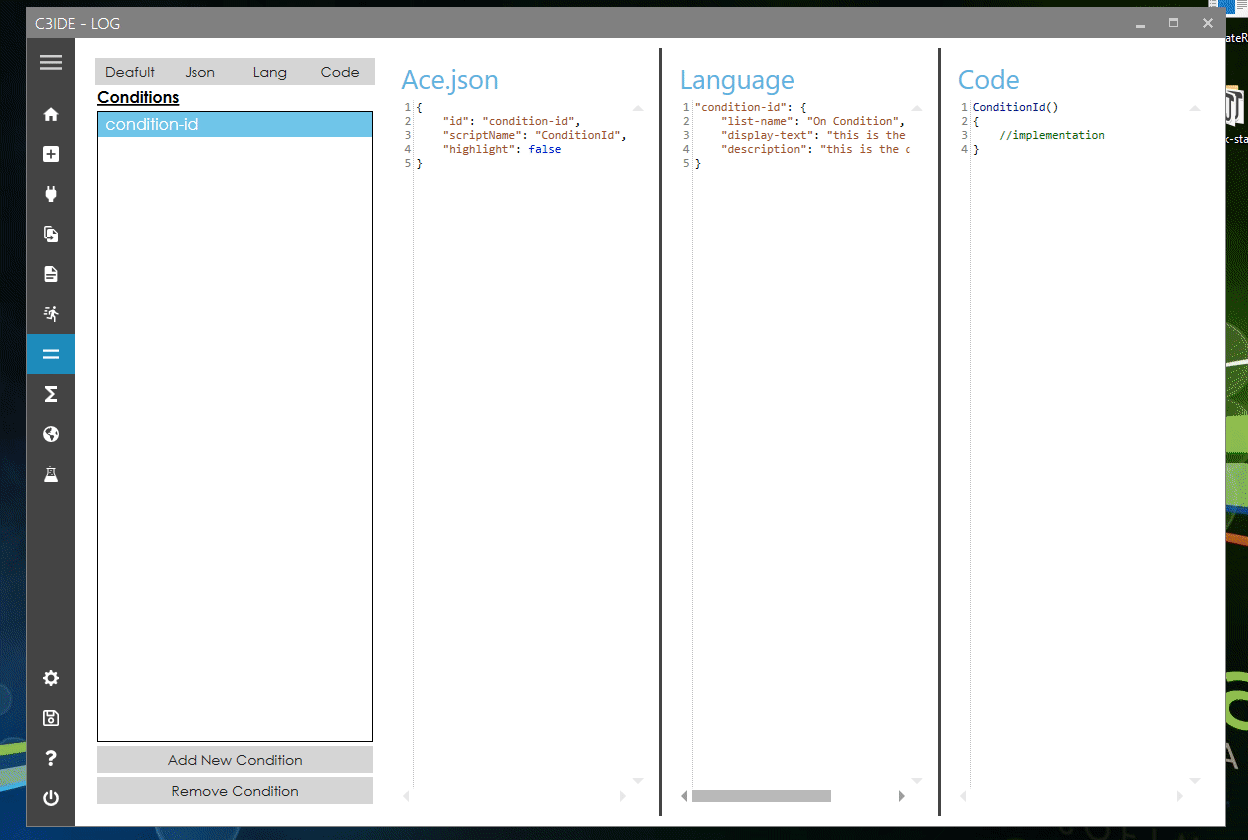 C3IDE - LOG
ateR
Deafult Json Lang Code
Conditions
condition-id
Add New Condition
Remove Condition
Ace.json
1 {
2 "id": "condition-id",
3 "scriptName": "ConditionId",
4 "highlight": false
5 }
Language
1 "condition-id": {
2 "list-name": "On Condition",
3 "display-text": "this is the
4 "description": "this is the
5 }
Code
1 ConditionId()
2 {
3 //implementation
4 }
k-sta